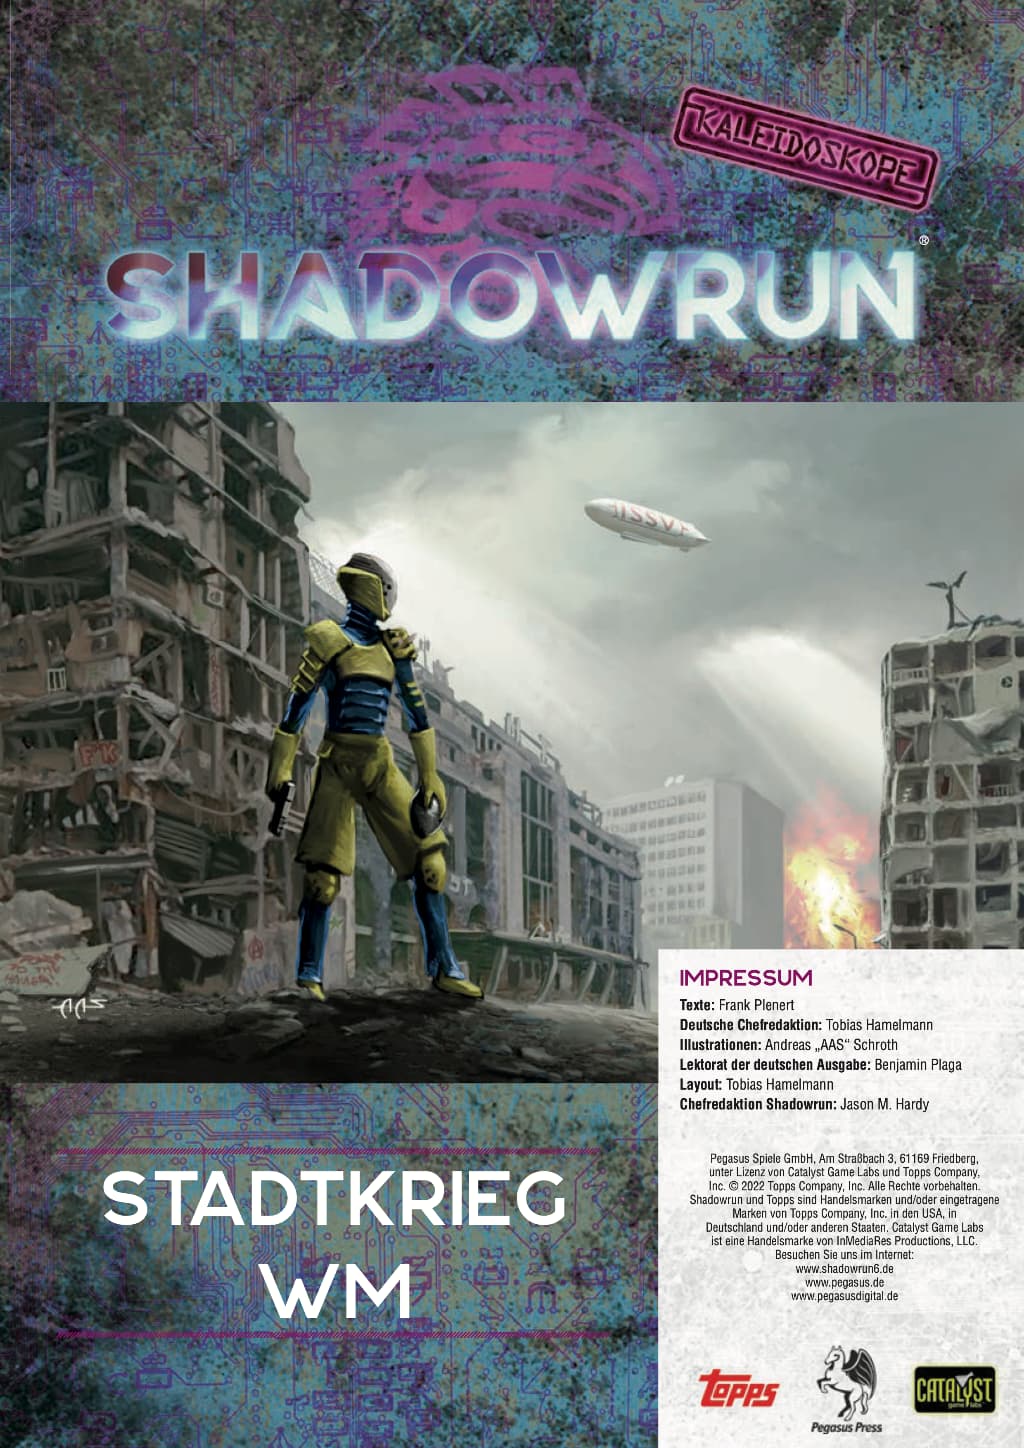 KALEIDOSKOPE
SHADOWRUN®
STADTKRIEG
WM
IMPRESSUM
Texte: Frank Plenert
Deutsche Chefredaktion: Tobias Hamelmann
Illustrationen: Andreas „AAS“ Schroth
Lektorat der deutschen Ausgabe: Benjamin Plaga
Layout: Tobias Hamelmann
Chefredaktion Shadowrun: Jason M. Hardy
Pegasus Spiele GmbH, Am Straßbach 3, 61169 Friedberg,
unter Lizenz von Catalyst Game Labs und Topps Company,
Inc. © 2022 Topps Company, Inc. Alle Rechte vorbehalten.
Shadowrun und Topps sind Handelsmarken und/oder eingetragene
Marken von Topps Company, Inc. in den USA, in
Deutschland und/oder anderen Staaten. Catalyst Game Labs
ist eine Handelsmarke von InMediaRes Productions, LLC.
Besuchen Sie uns im Internet:
www.shadowrun6.de
www.pegasus.de
www.pegasusdigital.de
TOPPS
Pegasus Press
CATALYST
game labs